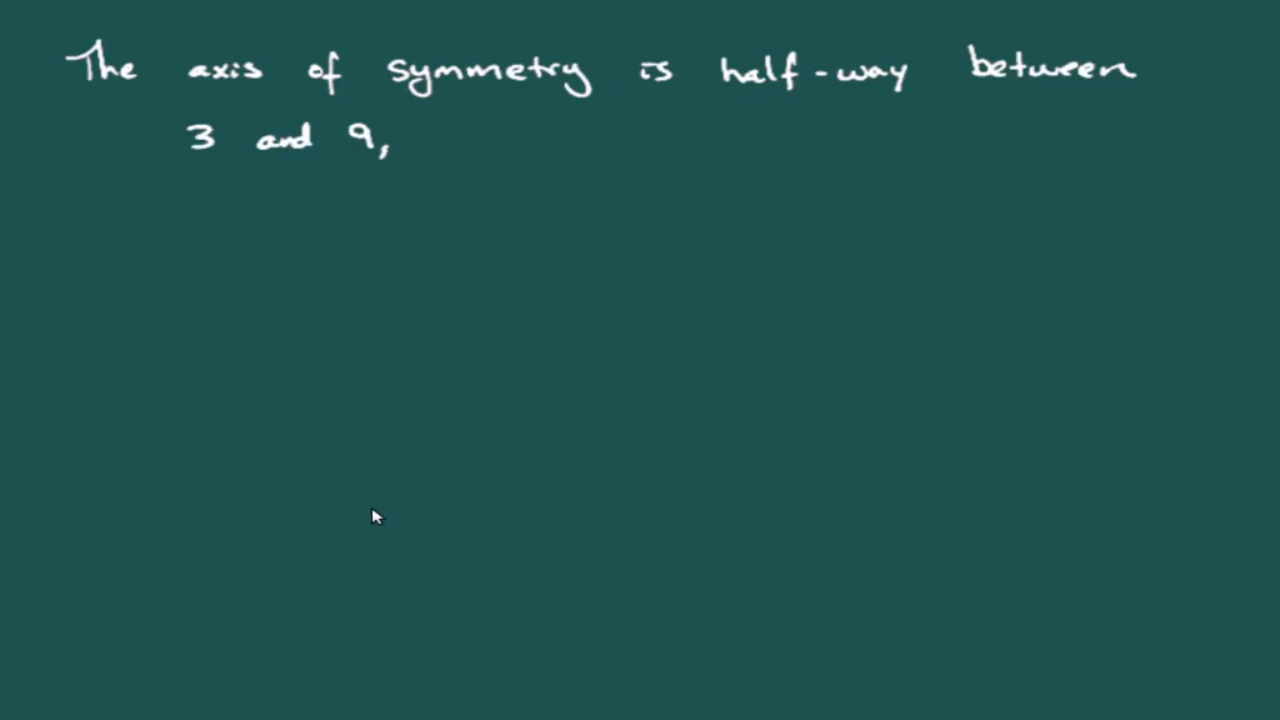 The axis of symmetry is half-way between
3 and 9,